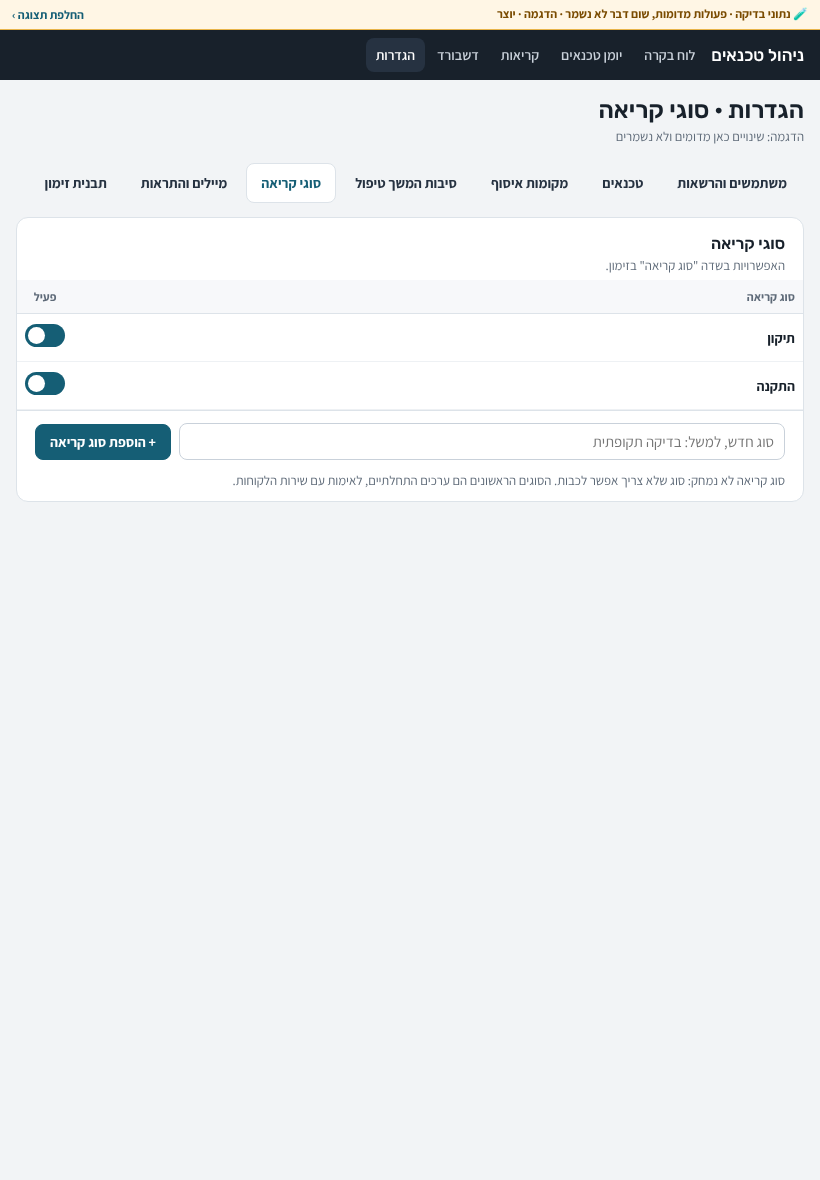 🧪 נתוני בדיקה · פעולות מדומות, שום דבר לא נשמר · הדגמה · יוצר
החלפת תצוגה ›
ניהול טכנאים
לוח בקרה
יומן טכנאים
קריאות
דשבורד
הגדרות
הגדרות • סוגי קריאה
הדגמה: שינויים כאן מדומים ולא נשמרים
משתמשים והרשאות
טכנאים
מקומות איסוף
סיבות המשך טיפול
סוגי קריאה
מיילים והתראות
תבנית זימון
סוגי קריאה
האפשרויות בשדה "סוג קריאה" בזימון.
סוג קריאה
פעיל
תיקון
התקנה
סוג חדש, למשל: בדיקה תקופתית
+ הוספת סוג קריאה
סוג קריאה לא נמחק: סוג שלא צריך אפשר לכבות. הסוגים הראשונים הם ערכים התחלתיים, לאימות עם שירות הלקוחות.